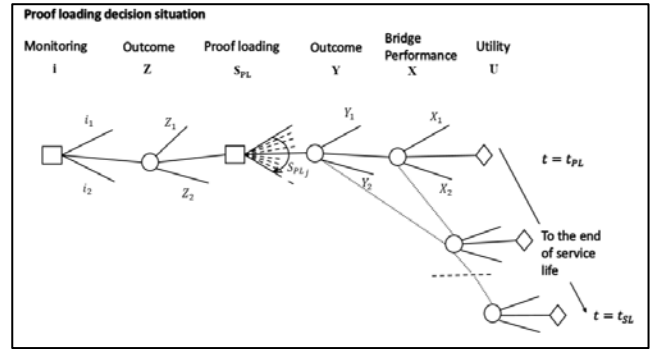 Proof loading decision situation
Monitoring Outcome Proof loading Outcome Bridge Performance Utility
i Z S_PL Y X U
i_1 Z_1 Y_1 X_1
t = t_PL
S_PL_j
i_2 Z_2 Y_2 X_2
To the end
of service
life
t = t_SL